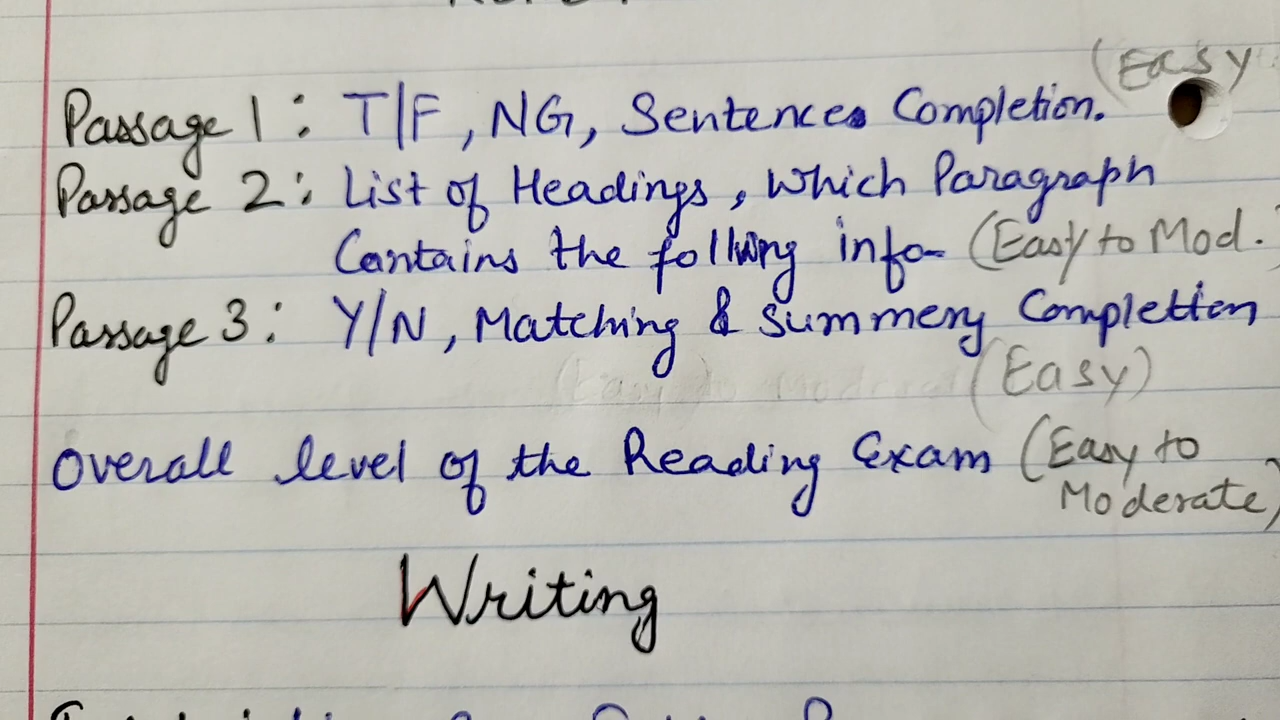 (Easy
Passage 1: T/F, NG, Sentences Completion.
Passage 2: List of Headings, Which Paragraph
Contains the follwing info- (Easy to Mod.)
Passage 3: Y/N, Matching & Summery Completion
(Easy)
Overall level of the Reading Exam (Easy to
Moderate)
Writing